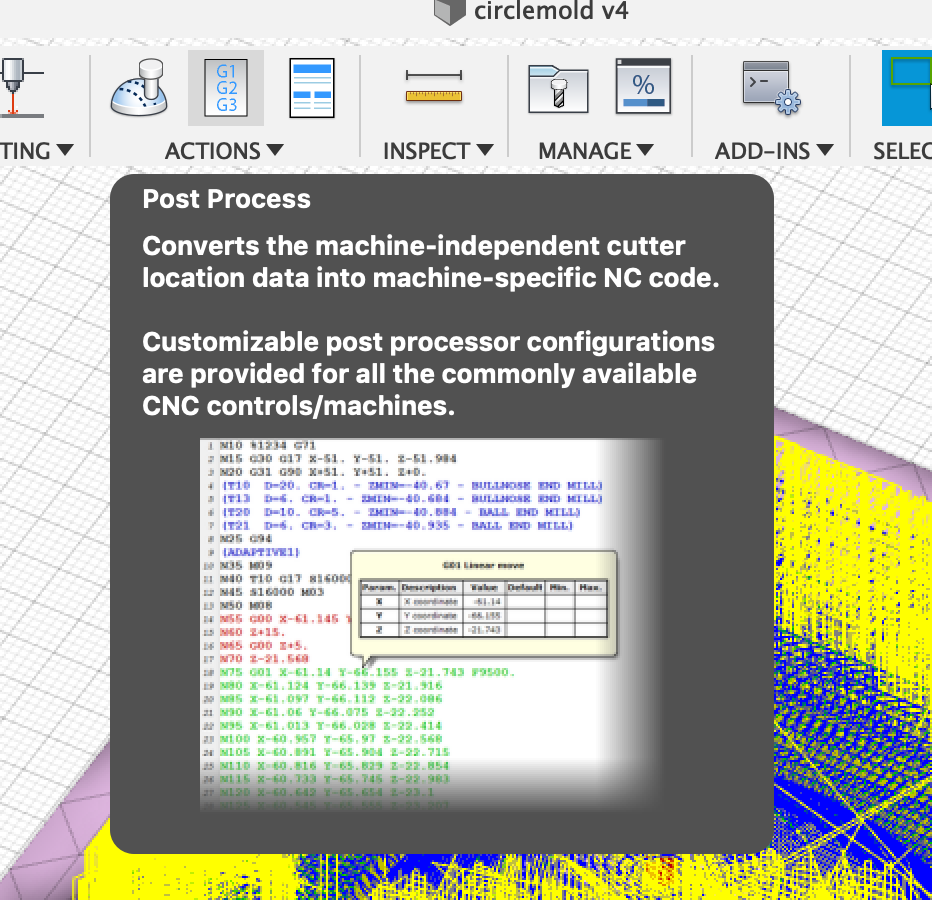 circlemold v4
G1
G2
G3
%
TING ACTIONS INSPECT MANAGE ADD-INS SELEC
Post Process
Converts the machine-independent cutter
location data into machine-specific NC code.
Customizable post processor configurations
are provided for all the commonly available
CNC controls/machines.
1 N10 %1234 G71
2 N15 G30 G17 X-51. Y-51. Z-51.984
3 N20 G31 G90 X+51. Y+51. Z+0.
4 (T10 D=20. CR=1. - ZMIN=-40.67 - BULLNOSE END MILL)
5 (T13 D=6. CR=1. - ZMIN=-40.684 - BULLNOSE END MILL)
6 (T20 D=10. CR=5. - ZMIN=-40.884 - BALL END MILL)
7 (T21 D=6. CR=3. - ZMIN=-40.935 - BALL END MILL)
8 N25 G94
9 (ADAPTIVE1)
10 N35 M09
11 N40 T10 G17 S16000
12 N45 S16000 M03
13 N50 M08
14 N55 G00 X-61.145 Y
15 N60 Z+15.
16 N65 G00 Z+5.
17 N70 Z-21.568
G01 Linear move
Param. Description Value Default Min. Max.
X X coordinate -61.14
Y Y coordinate -66.155
Z Z coordinate -21.743
18 N75 G01 X-61.14 Y-66.155 Z-21.743 F9500.
19 N80 X-61.124 Y-66.139 Z-21.916
20 N85 X-61.097 Y-66.112 Z-22.086
21 N90 X-61.06 Y-66.075 Z-22.252
22 N95 X-61.013 Y-66.028 Z-22.414
23 N100 X-60.957 Y-65.97 Z-22.568
24 N105 X-60.891 Y-65.904 Z-22.715
25 N110 X-60.816 Y-65.829 Z-22.854
26 N115 X-60.733 Y-65.745 Z-22.983
27 N120 X-60.642 Y-65.654 Z-23.1